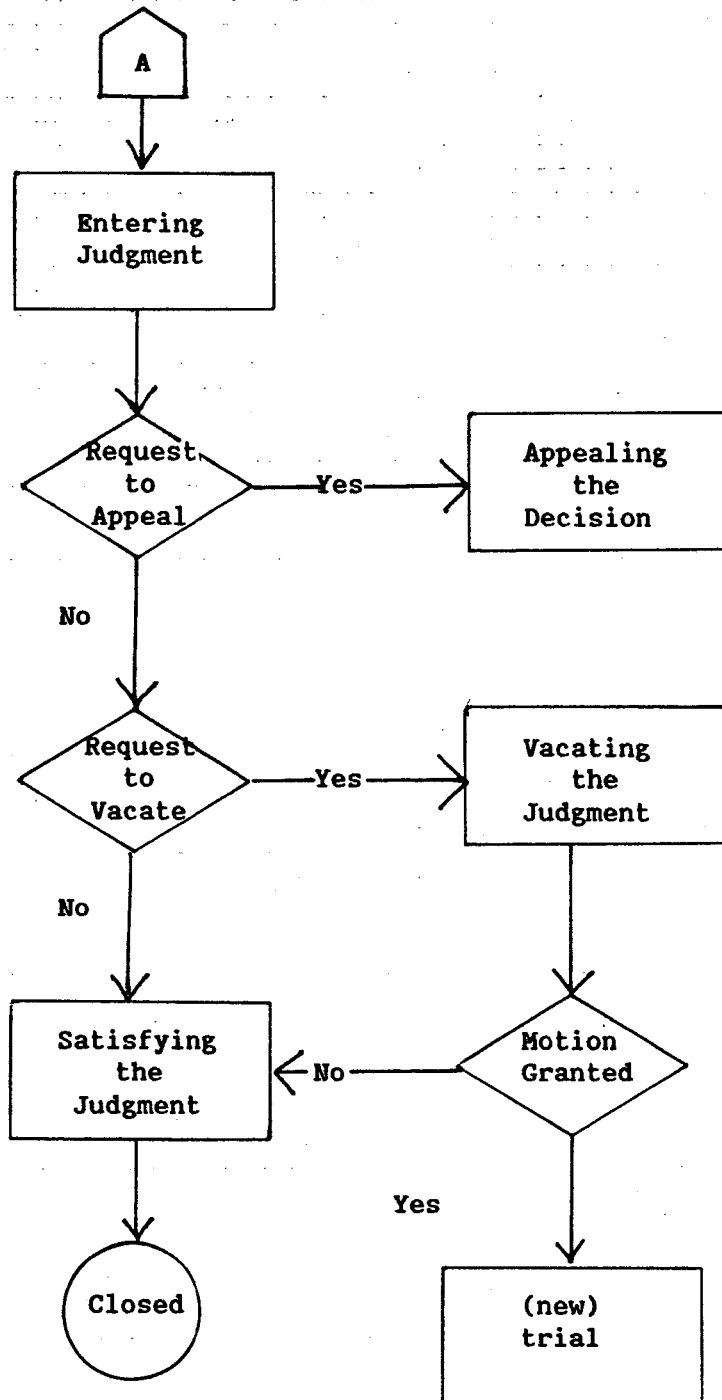 A
Entering
Judgment
Request
to
Appeal
Yes
Appealing
the
Decision
No
Request
to
Vacate
Yes
Vacating
the
Judgment
No
Satisfying
the
Judgment
No
Motion
Granted
Yes
Closed
(new)
trial